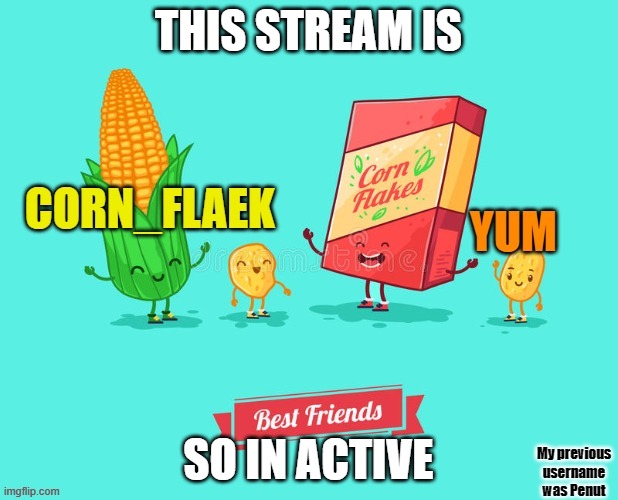 THIS STREAM IS
Corn
Flakes
CORN_FLAEK
YUM
dreamstime.
Best Friends
SO IN ACTIVE
My previous
username
was Penut
imgflip.com